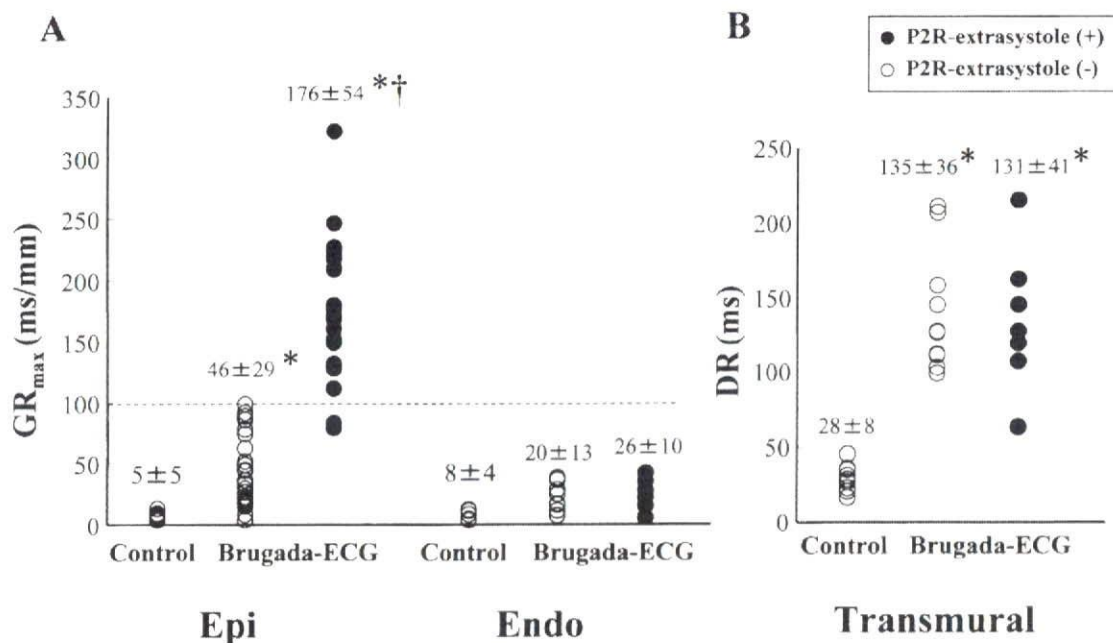 A
B
P2R-extrasystole (+)
P2R-extrasystole (-)
GRmax (ms/mm)
350
300
250
200
150
100
50
0
176±54 *†
46±29 *
5±5
8±4
20±13
26±10
Control Brugada-ECG Control Brugada-ECG
Epi Endo
DR (ms)
250
200
150
100
50
0
135±36 * 131±41 *
28±8
Control Brugada-ECG
Transmural